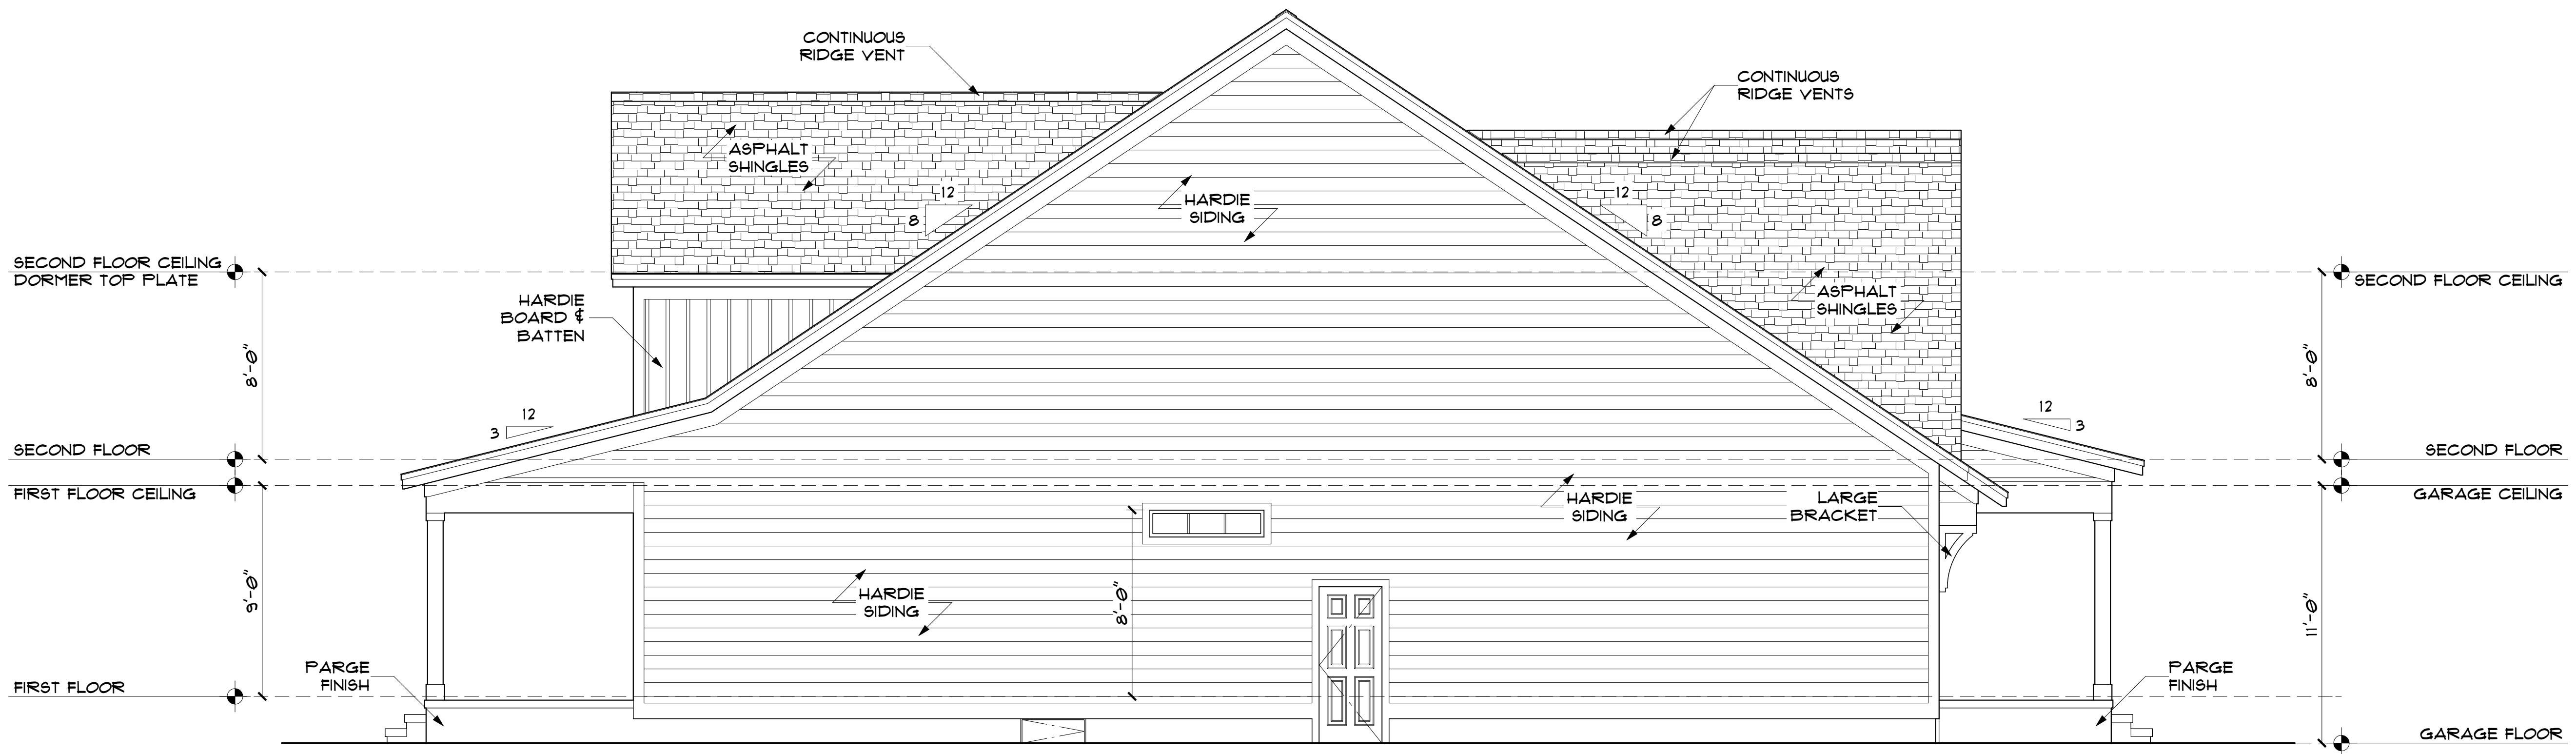 CONTINUOUS
RIDGE VENT
CONTINUOUS
RIDGE VENTS
ASPHALT
SHINGLES
12
8
HARDIE
SIDING
12
8
SECOND FLOOR CEILING
DORMER TOP PLATE
SECOND FLOOR CEILING
HARDIE
BOARD &
BATTEN
ASPHALT
SHINGLES
8'-0"
8'-0"
12
3
12
3
SECOND FLOOR
SECOND FLOOR
FIRST FLOOR CEILING
GARAGE CEILING
HARDIE
SIDING
LARGE
BRACKET
9'-0"
HARDIE
SIDING
8'-0"
11'-0"
PARGE
FINISH
PARGE
FINISH
FIRST FLOOR
GARAGE FLOOR